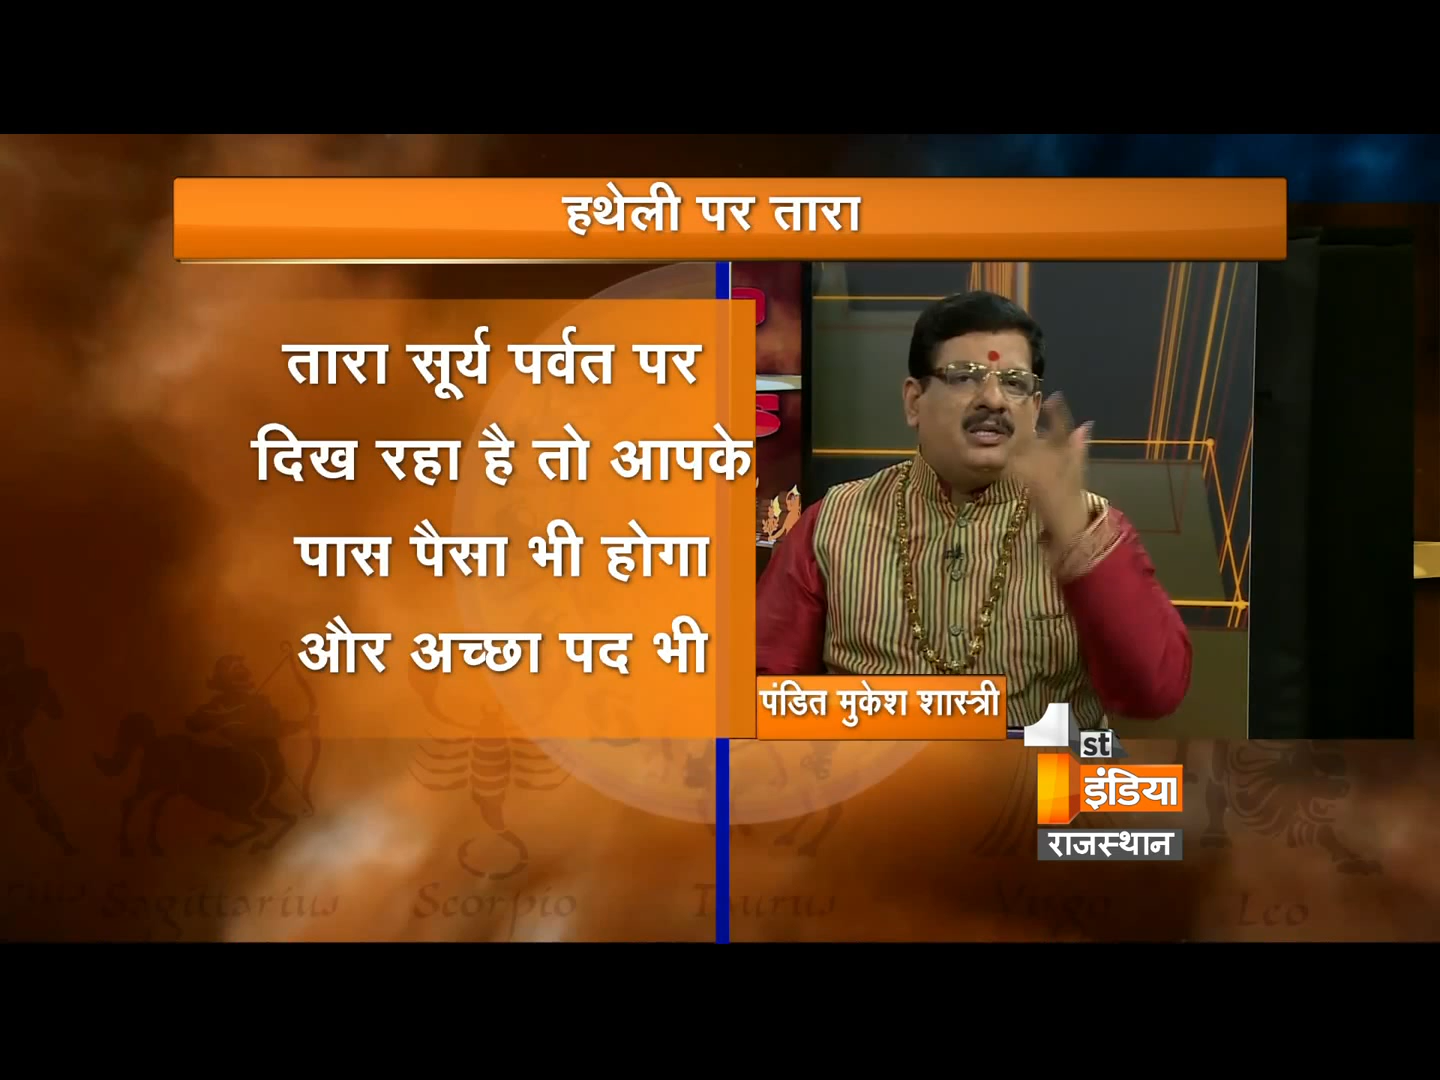 हथेली पर तारा
तारा सूर्य पर्वत पर
दिख रहा है तो आपके
पास पैसा भी होगा
और अच्छा पद भी
पंडित मुकेश शास्त्री
1st
इंडिया
राजस्थान
Sagittarius
Scorpio
Taurus
Virgo
Leo